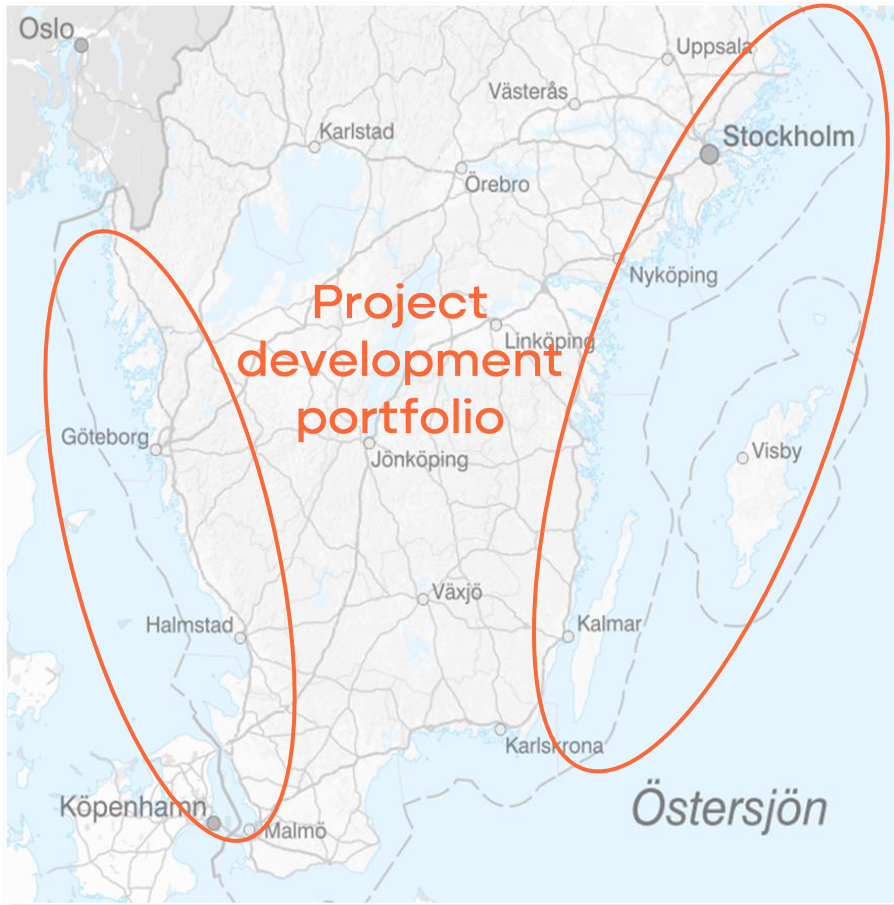 Oslo
Uppsala
Västerås
Karlstad
Stockholm
Örebro
Nyköping
Project
development
portfolio
Linköping
Göteborg
Jönköping
Visby
Växjö
Halmstad
Kalmar
Karlskrona
Köpenhamn
Malmö
Östersjön